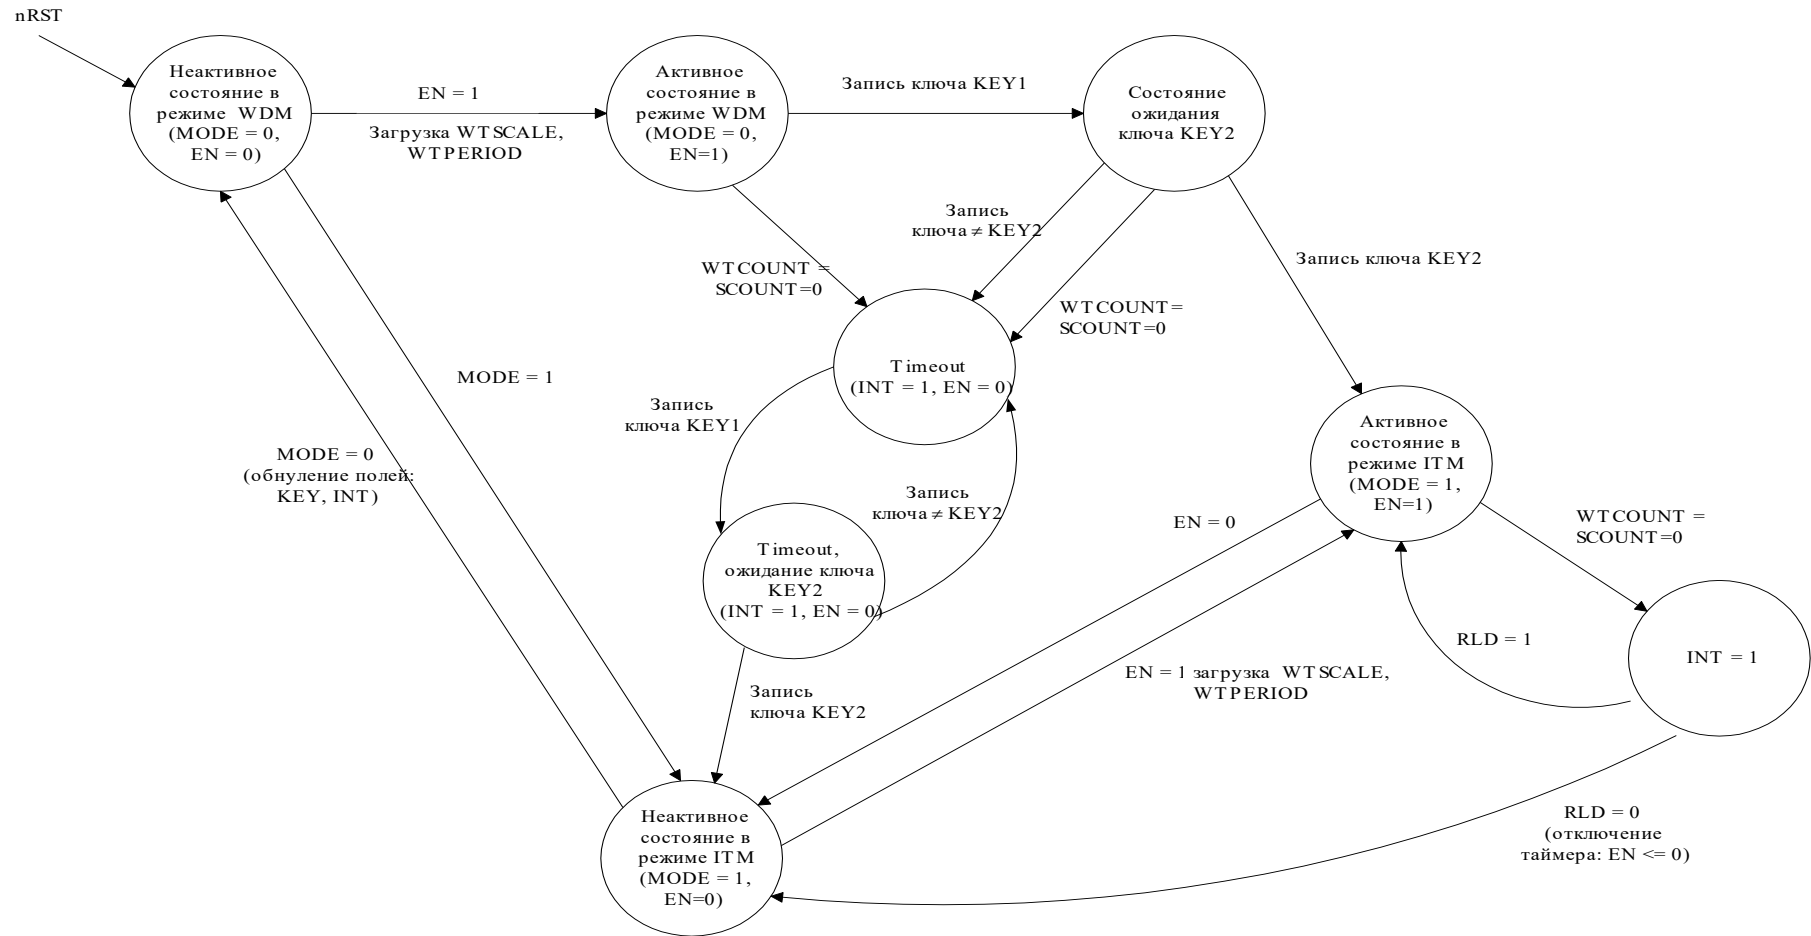 nRST
Неактивное
состояние в
режиме WDM
(MODE = 0,
EN = 0)
EN = 1
Загрузка WTSCALE,
WTPERIOD
Активное
состояние в
режиме WDM
(MODE = 0,
EN=1)
Запись ключа KEY1
Состояние
ожидания
ключа KEY2
Запись
ключа ≠ KEY2
WTCOUNT =
SCOUNT=0
WTCOUNT=
SCOUNT=0
Запись ключа KEY2
Timeout
(INT = 1, EN = 0)
MODE = 1
Запись
ключа KEY1
MODE = 0
(обнуление полей:
KEY, INT)
Запись
ключа ≠ KEY2
Активное
состояние в
режиме ITM
(MODE = 1,
EN=1)
EN = 0
WTCOUNT =
SCOUNT=0
Timeout,
ожидание ключа
KEY2
(INT = 1, EN = 0)
RLD = 1
INT = 1
EN = 1 загрузка WTSCALE,
WTPERIOD
Запись
ключа KEY2
Неактивное
состояние в
режиме ITM
(MODE = 1,
EN=0)
RLD = 0
(отключение
таймера: EN <= 0)